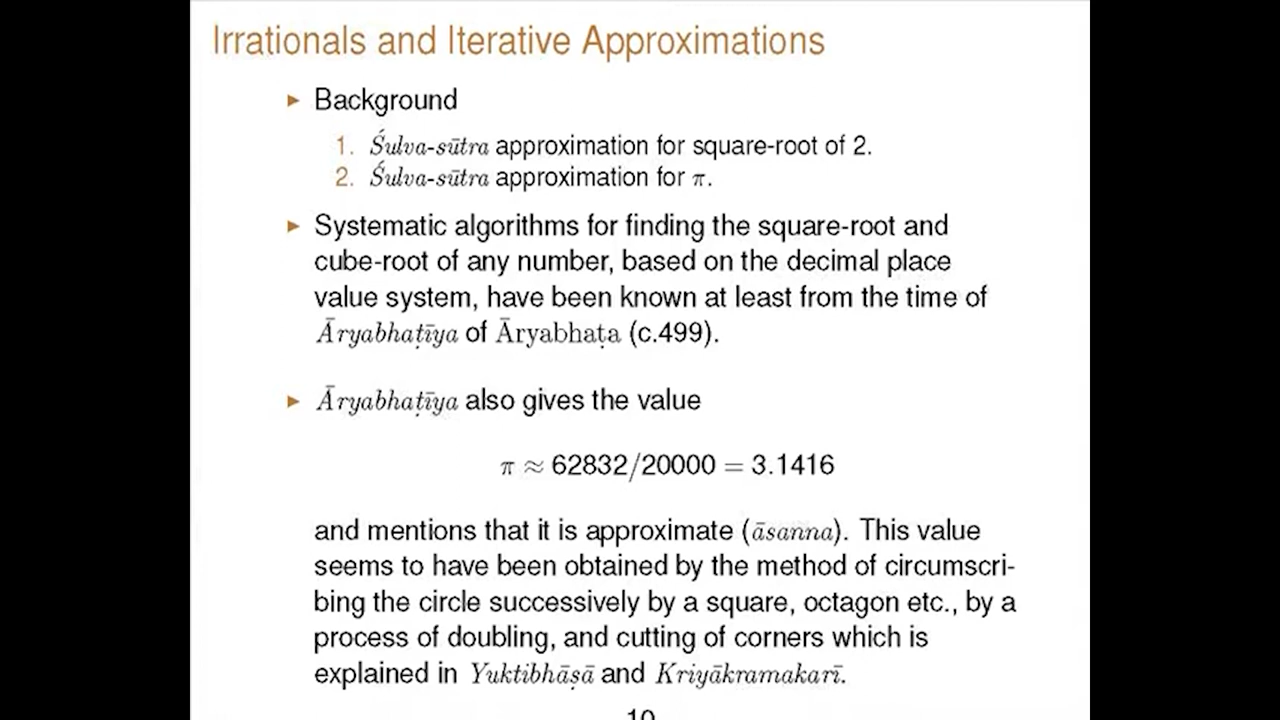 Irrationals and Iterative Approximations
► Background
1. Śulva-sūtra approximation for square-root of 2.
2. Śulva-sūtra approximation for π.
► Systematic algorithms for finding the square-root and
cube-root of any number, based on the decimal place
value system, have been known at least from the time of
Āryabhaṭīya of Āryabhaṭa (c.499).
► Āryabhaṭīya also gives the value
π ≈ 62832/20000 = 3.1416
and mentions that it is approximate (āsanna). This value
seems to have been obtained by the method of circumscri-
bing the circle successively by a square, octagon etc., by a
process of doubling, and cutting of corners which is
explained in Yuktibhāṣā and Kriyākramakarī.